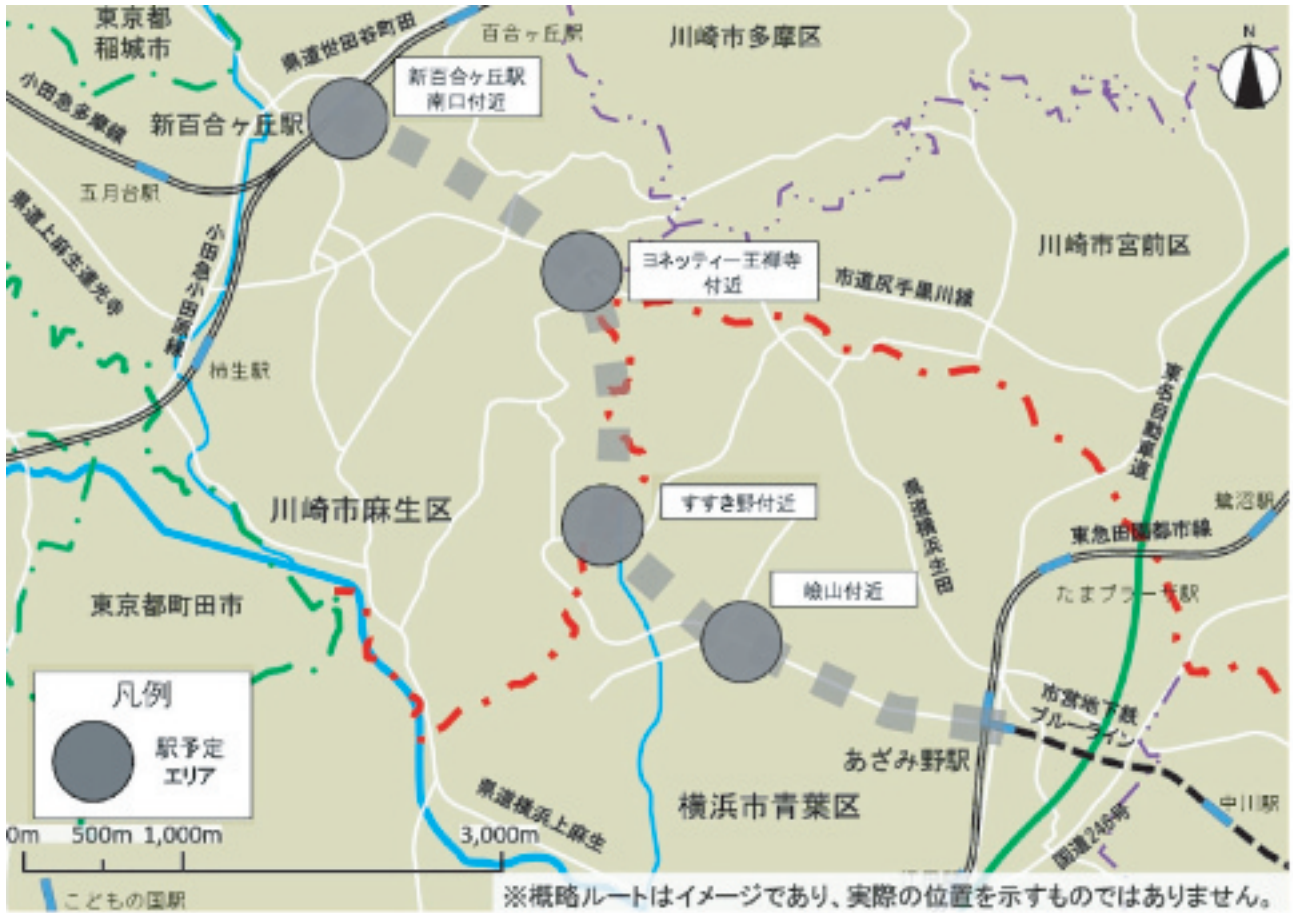 東京都
稲城市
県道世田谷町田
百合ヶ丘駅
川崎市多摩区
N
小田急多摩線
新百合ヶ丘駅
新百合ヶ丘駅
南口付近
五月台駅
県道上麻生蓮光寺
小田急小田原線
ヨネッティー王禅寺
付近
市道尻手黒川線
川崎市宮前区
柿生駅
東名自動車道
川崎市麻生区
すすき野付近
県道横浜生田
鷺沼駅
東急田園都市線
たまプラーザ駅
東京都町田市
嶮山付近
凡例
駅予定
エリア
市営地下鉄
ブルーライン
あざみ野駅
中川駅
横浜市青葉区
県道横浜上麻生
国道246号
0m 500m 1,000m 3,000m
こどもの国駅
※概略ルートはイメージであり、実際の位置を示すものではありません。